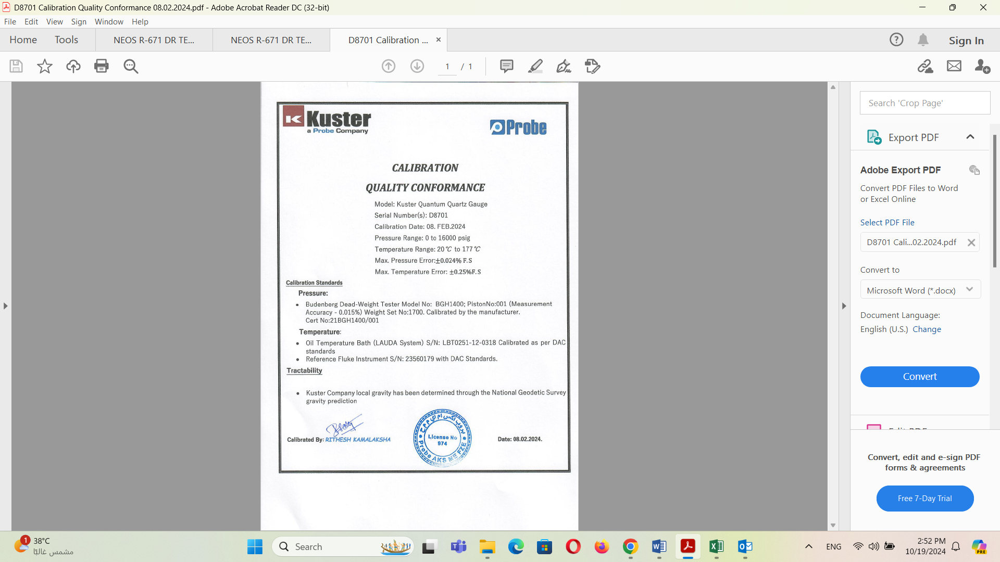 D8701 Calibration Quality Conformance 08.02.2024.pdf - Adobe Acrobat Reader DC (32-bit)
File Edit View Sign Window Help
Home Tools NEOS R-671 DR TE... NEOS R-671 DR TE... D8701 Calibration ... Sign In
1 / 1
Kuster
a Probe Company
Probe
CALIBRATION
QUALITY CONFORMANCE
Model: Kuster Quantum Quartz Gauge
Serial Number(s): D8701
Calibration Date: 08. FEB.2024
Pressure Range: 0 to 16000 psig
Temperature Range: 20℃ to 177℃
Max. Pressure Error:±0.024% F.S
Max. Temperature Error: ±0.25%F.S
Calibration Standards
Pressure:
• Budenberg Dead-Weight Tester Model No: BGH1400; PistonNo:001 (Measurement
Accuracy - 0.015%) Weight Set No:1700. Calibrated by the manufacturer.
Cert No:21BGH1400/001
Temperature:
• Oil Temperature Bath (LAUDA System) S/N: LBT0251-12-0318 Calibrated as per DAC
standards
• Reference Fluke Instrument S/N: 23560179 with DAC Standards.
Tractability
• Kuster Company local gravity has been determined through the National Geodetic Survey
gravity prediction
Calibrated By: RITHESH KAMALAKSHA
بروب اكس ام اي م.م.ح
License No
974
Probe AKS ME FZE
Date: 08.02.2024.
Search 'Crop Page'
Export PDF
Adobe Export PDF
Convert PDF Files to Word
or Excel Online
Select PDF File
D8701 Cali...02.2024.pdf
Convert to
Microsoft Word (*.docx)
Document Language:
English (U.S.) Change
Convert
Edit PDF
Convert, edit and e-sign PDF
forms & agreements
Free 7-Day Trial
1
38°C
مشمس غالبًا
Search
ENG
2:52 PM
10/19/2024
PRE